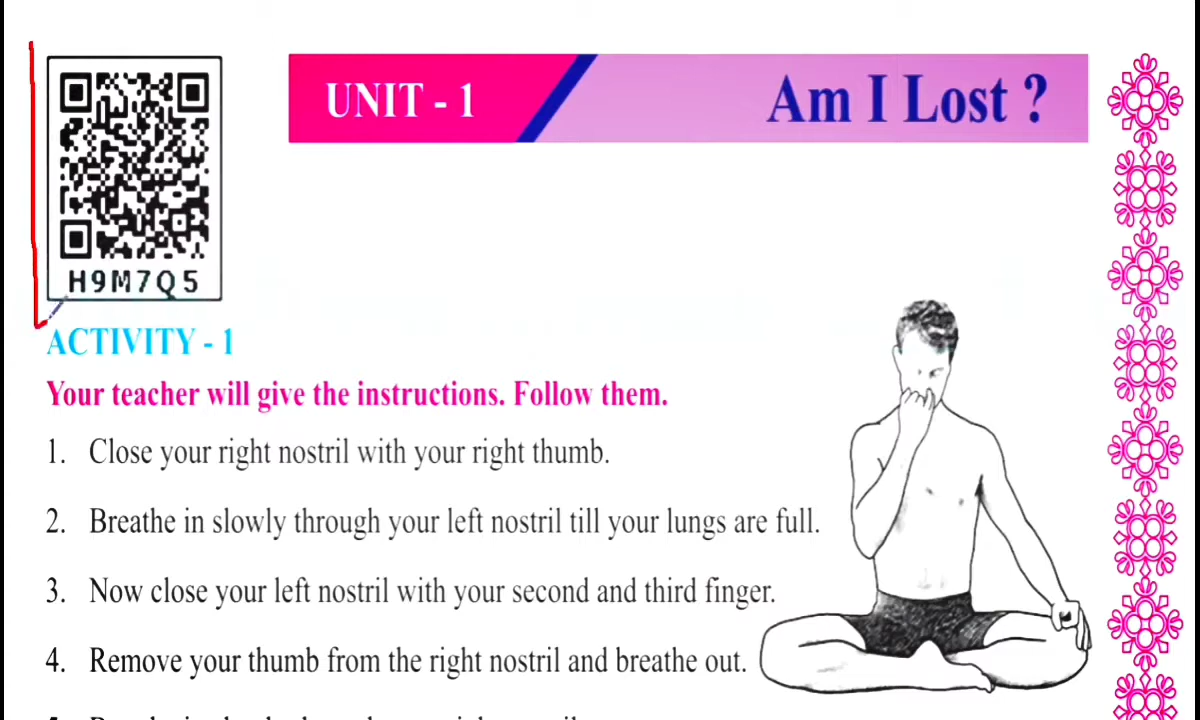 UNIT - 1
Am I Lost ?
H9M7Q5
ACTIVITY - 1
Your teacher will give the instructions. Follow them.
1. Close your right nostril with your right thumb.
2. Breathe in slowly through your left nostril till your lungs are full.
3. Now close your left nostril with your second and third finger.
4. Remove your thumb from the right nostril and breathe out.